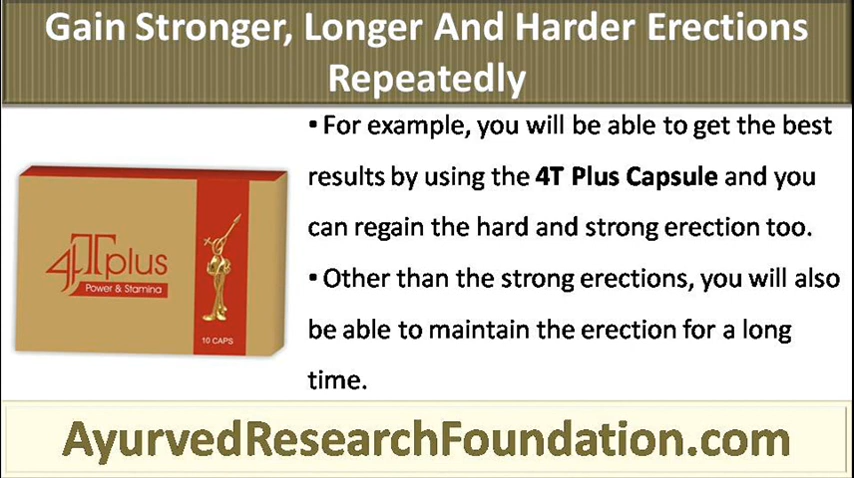 Gain Stronger, Longer And Harder Erections
Repeatedly
• For example, you will be able to get the best
results by using the 4T Plus Capsule and you
can regain the hard and strong erection too.
• Other than the strong erections, you will also
be able to maintain the erection for a long
time.
4Tplus
Power & Stamina
10 CAPS
AyurvedResearchFoundation.com